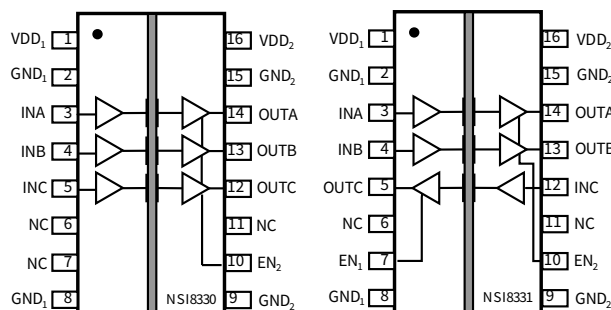 VDD₁ 1 16 VDD₂
GND₁ 2 15 GND₂
INA 3 14 OUTA
INB 4 13 OUTB
INC 5 12 OUTC
NC 6 11 NC
NC 7 10 EN₂
GND₁ 8 NSI8330 9 GND₂
VDD₁ 1 16 VDD₂
GND₁ 2 15 GND₂
INA 3 14 OUTA
INB 4 13 OUTB
OUTC 5 12 INC
NC 6 11 NC
EN₁ 7 10 EN₂
GND₁ 8 NSI8331 9 GND₂